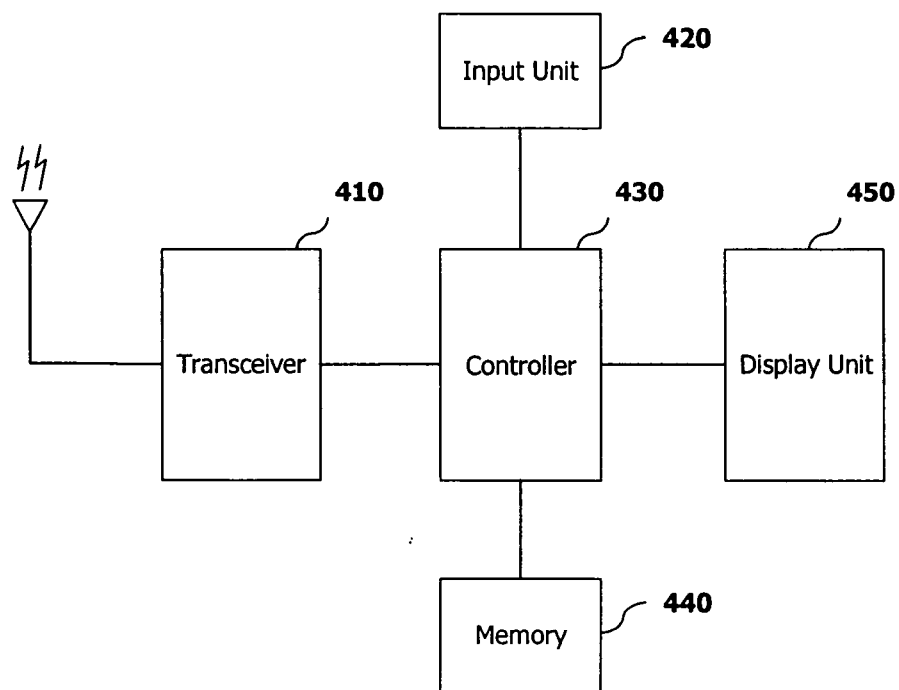 420
Input Unit
410
430
450
Transceiver
Controller
Display Unit
440
Memory